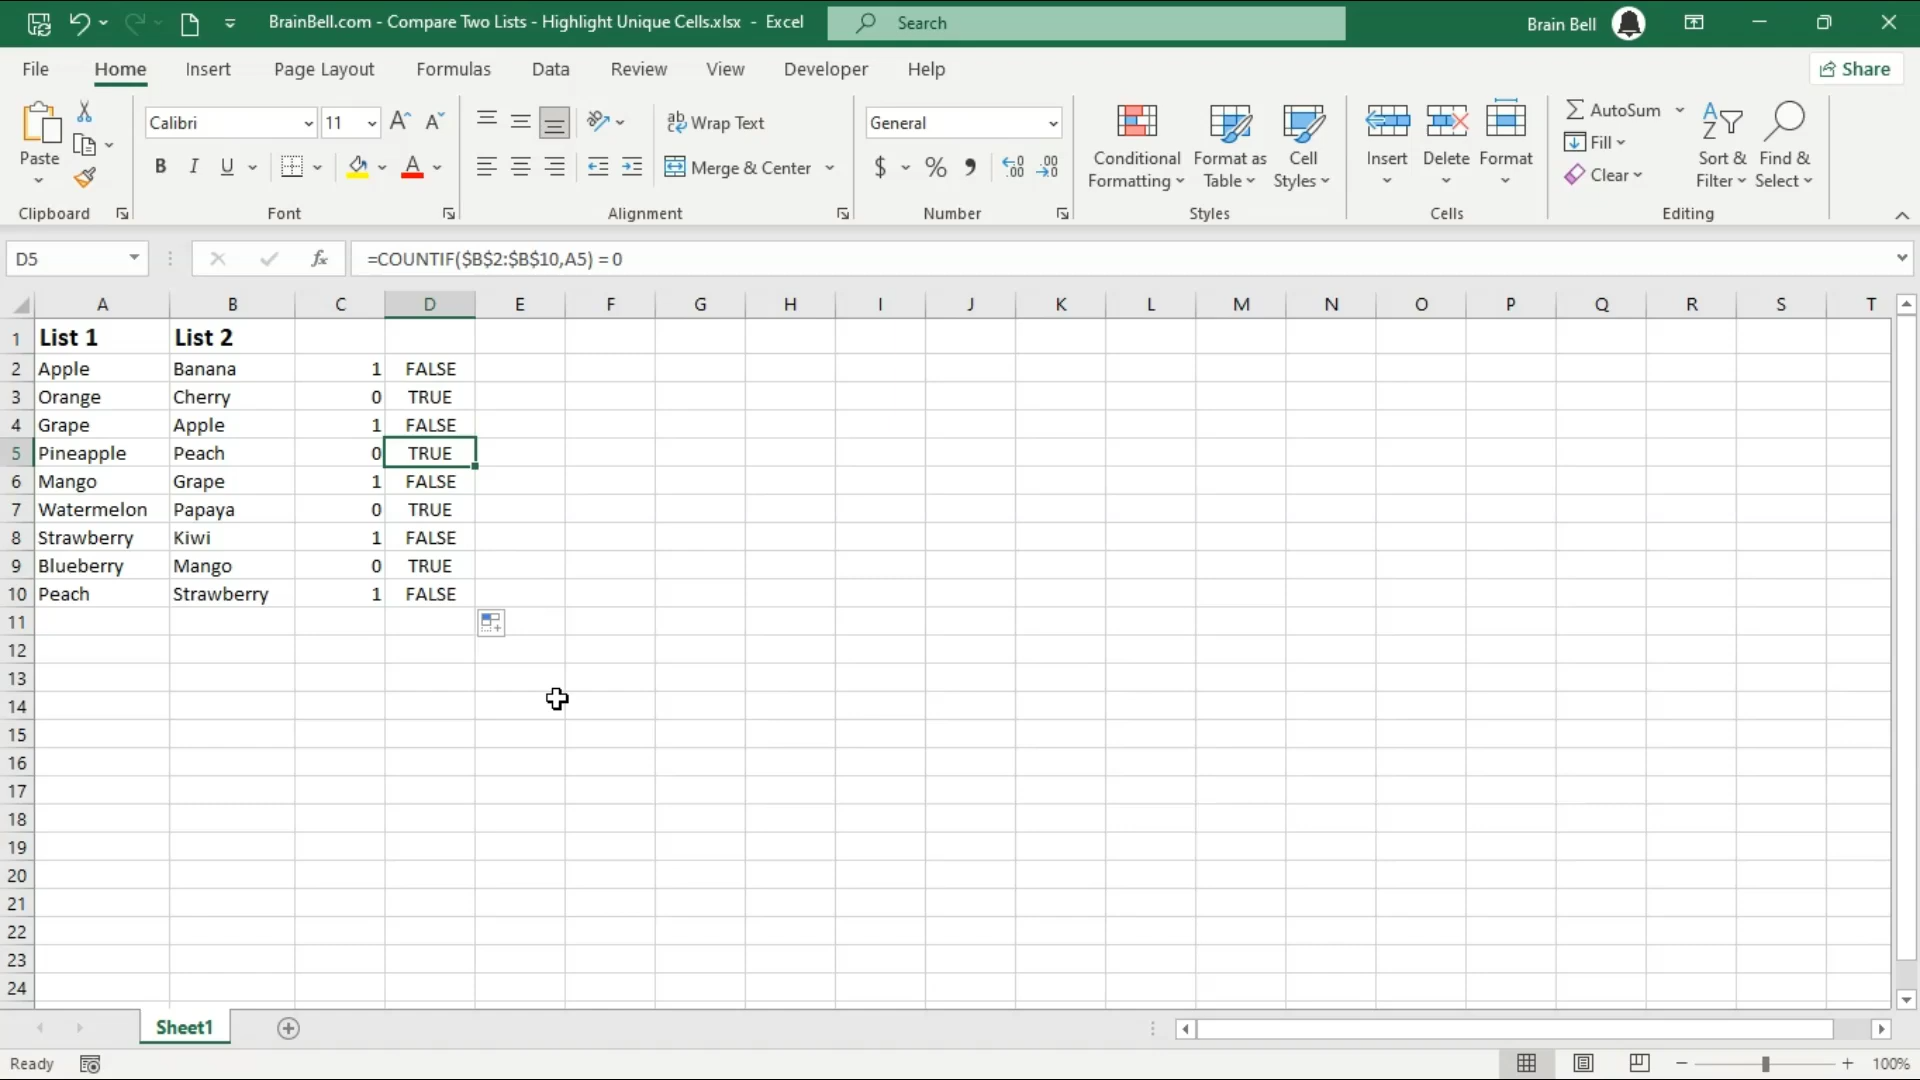 BrainBell.com - Compare Two Lists - Highlight Unique Cells.xlsx - Excel
Search
Brain Bell
File Home Insert Page Layout Formulas Data Review View Developer Help
Share
Paste
Clipboard
Calibri 11
B I U A
Font
Wrap Text
Merge & Center
Alignment
General
$ % 9
Number
Conditional Formatting
Format as Table
Cell Styles
Styles
Insert Delete Format
Cells
AutoSum
Fill
Clear
Sort & Filter
Find & Select
Editing
D5 fx =COUNTIF($B$2:$B$10,A5) = 0
A B C D E F G H I J K L M N O P Q R S T
1 List 1 List 2
2 Apple Banana 1 FALSE
3 Orange Cherry 0 TRUE
4 Grape Apple 1 FALSE
5 Pineapple Peach 0 TRUE
6 Mango Grape 1 FALSE
7 Watermelon Papaya 0 TRUE
8 Strawberry Kiwi 1 FALSE
9 Blueberry Mango 0 TRUE
10 Peach Strawberry 1 FALSE
11
12
13
14
15
16
17
18
19
20
21
22
23
24
Sheet1
Ready
100%